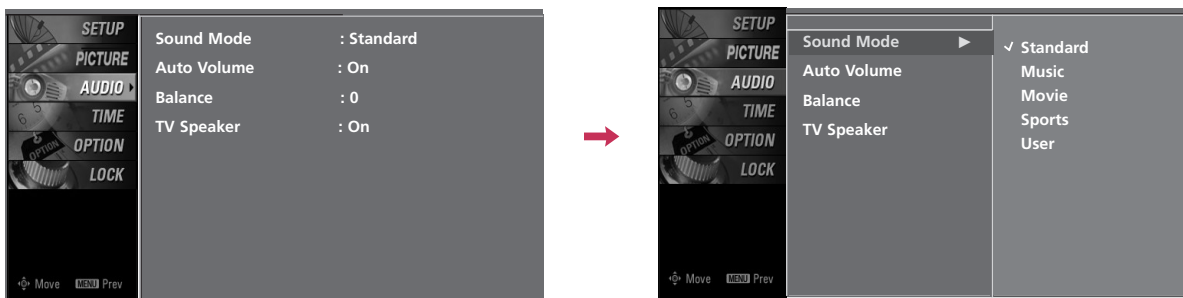 SETUP
PICTURE
AUDIO
TIME
OPTION
LOCK
Sound Mode : Standard
Auto Volume : On
Balance : 0
TV Speaker : On
Move MENU Prev
SETUP
PICTURE
AUDIO
TIME
OPTION
LOCK
Sound Mode ▶
Auto Volume
Balance
TV Speaker
✓ Standard
Music
Movie
Sports
User
Move MENU Prev